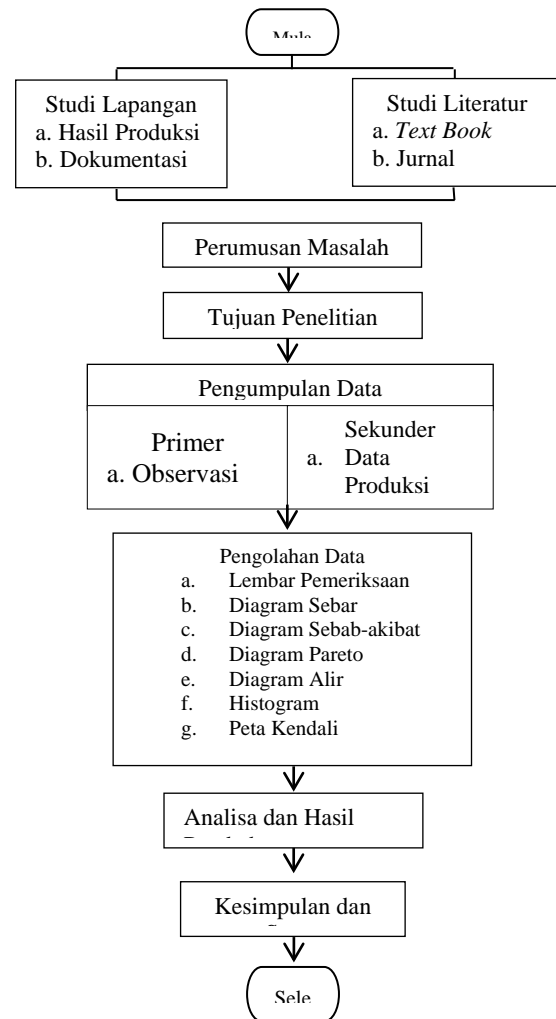 Mula
Studi Lapangan
a. Hasil Produksi
b. Dokumentasi
Studi Literatur
a. Text Book
b. Jurnal
Perumusan Masalah
Tujuan Penelitian
Pengumpulan Data
Primer
a. Observasi
Sekunder
a. Data
Produksi
Pengolahan Data
a. Lembar Pemeriksaan
b. Diagram Sebar
c. Diagram Sebab-akibat
d. Diagram Pareto
e. Diagram Alir
f. Histogram
g. Peta Kendali
Analisa dan Hasil
Kesimpulan dan
Sele